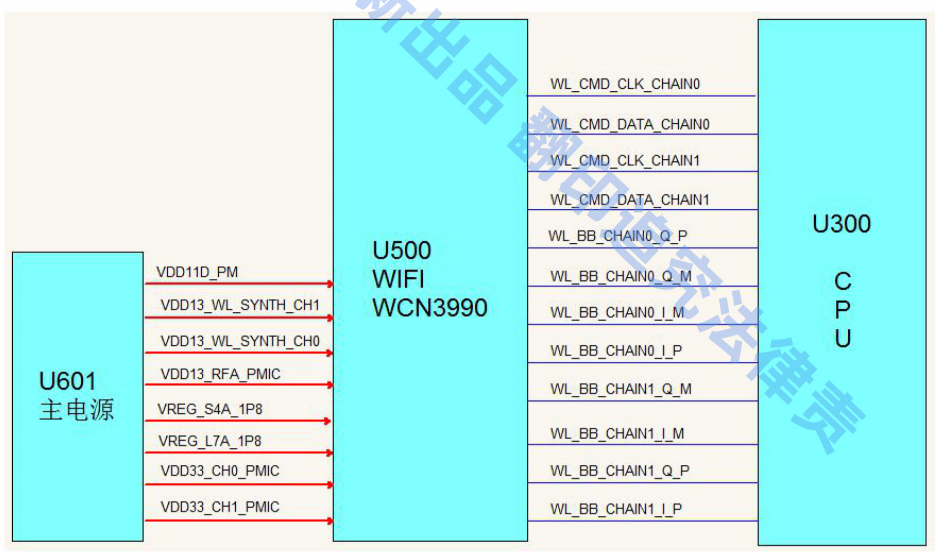 新出品 翻印追究法律责
WL_CMD_CLK_CHAIN0
WL_CMD_DATA_CHAIN0
WL_CMD_CLK_CHAIN1
WL_CMD_DATA_CHAIN1
WL_BB_CHAIN0_Q_P
WL_BB_CHAIN0_Q_M
WL_BB_CHAIN0_I_M
WL_BB_CHAIN0_I_P
WL_BB_CHAIN1_Q_M
WL_BB_CHAIN1_I_M
WL_BB_CHAIN1_Q_P
WL_BB_CHAIN1_I_P
U300
C
P
U
U500
WIFI
WCN3990
VDD11D_PM
VDD13_WL_SYNTH_CH1
VDD13_WL_SYNTH_CH0
VDD13_RFA_PMIC
VREG_S4A_1P8
VREG_L7A_1P8
VDD33_CH0_PMIC
VDD33_CH1_PMIC
U601
主电源